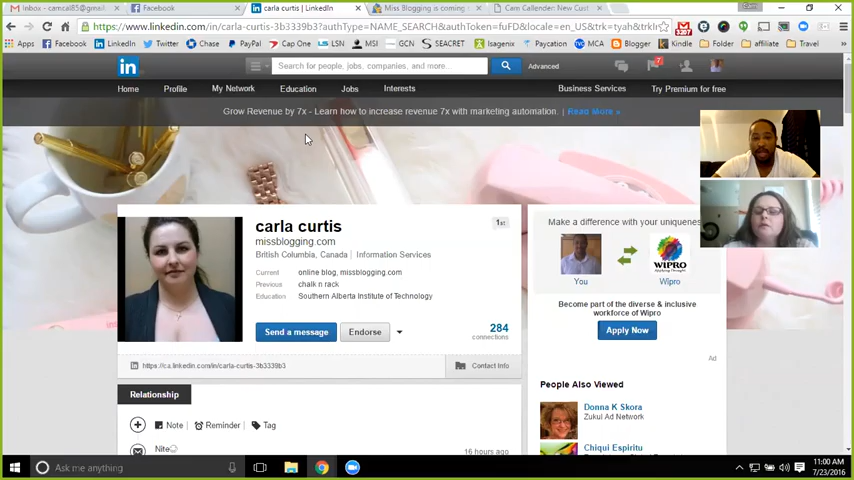 Inbox - camcal85@gmail
Facebook
carla curtis | LinkedIn
Miss Blogging is coming
Cam Callender: New Cust
Cam
https://www.linkedin.com/in/carla-curtis-3b3339b3?authType=NAME_SEARCH&authToken=fuFD&locale=en_US&trk=tyah&trkIn
3207
Apps Facebook LinkedIn Twitter Chase PayPal Cap One LSN MSI GCN SEACRET Isagenix Paycation MCA Blogger Kindle Folder affiliate Travel
in Search for people, jobs, companies, and more... Advanced 7
Home Profile My Network Education Jobs Interests Business Services Try Premium for free
Grow Revenue by 7x - Learn how to increase revenue 7x with marketing automation. | Read More »
carla curtis 1st
missblogging.com
British Columbia, Canada | Information Services
Current online blog, missblogging.com
Previous chalk n rack
Education Southern Alberta Institute of Technology
Send a message Endorse 284
connections
https://ca.linkedin.com/in/carla-curtis-3b3339b3 Contact Info
Relationship
Note Reminder Tag
Nite
16 hours ago
Make a difference with your uniquenes
WIPRO
Applying Thought
You Wipro
Become part of the diverse & inclusive
workforce of Wipro
Apply Now
Ad
People Also Viewed
Donna K Skora
Zukul Ad Network
Chiqui Espiritu
Ask me anything
11:00 AM
7/23/2016